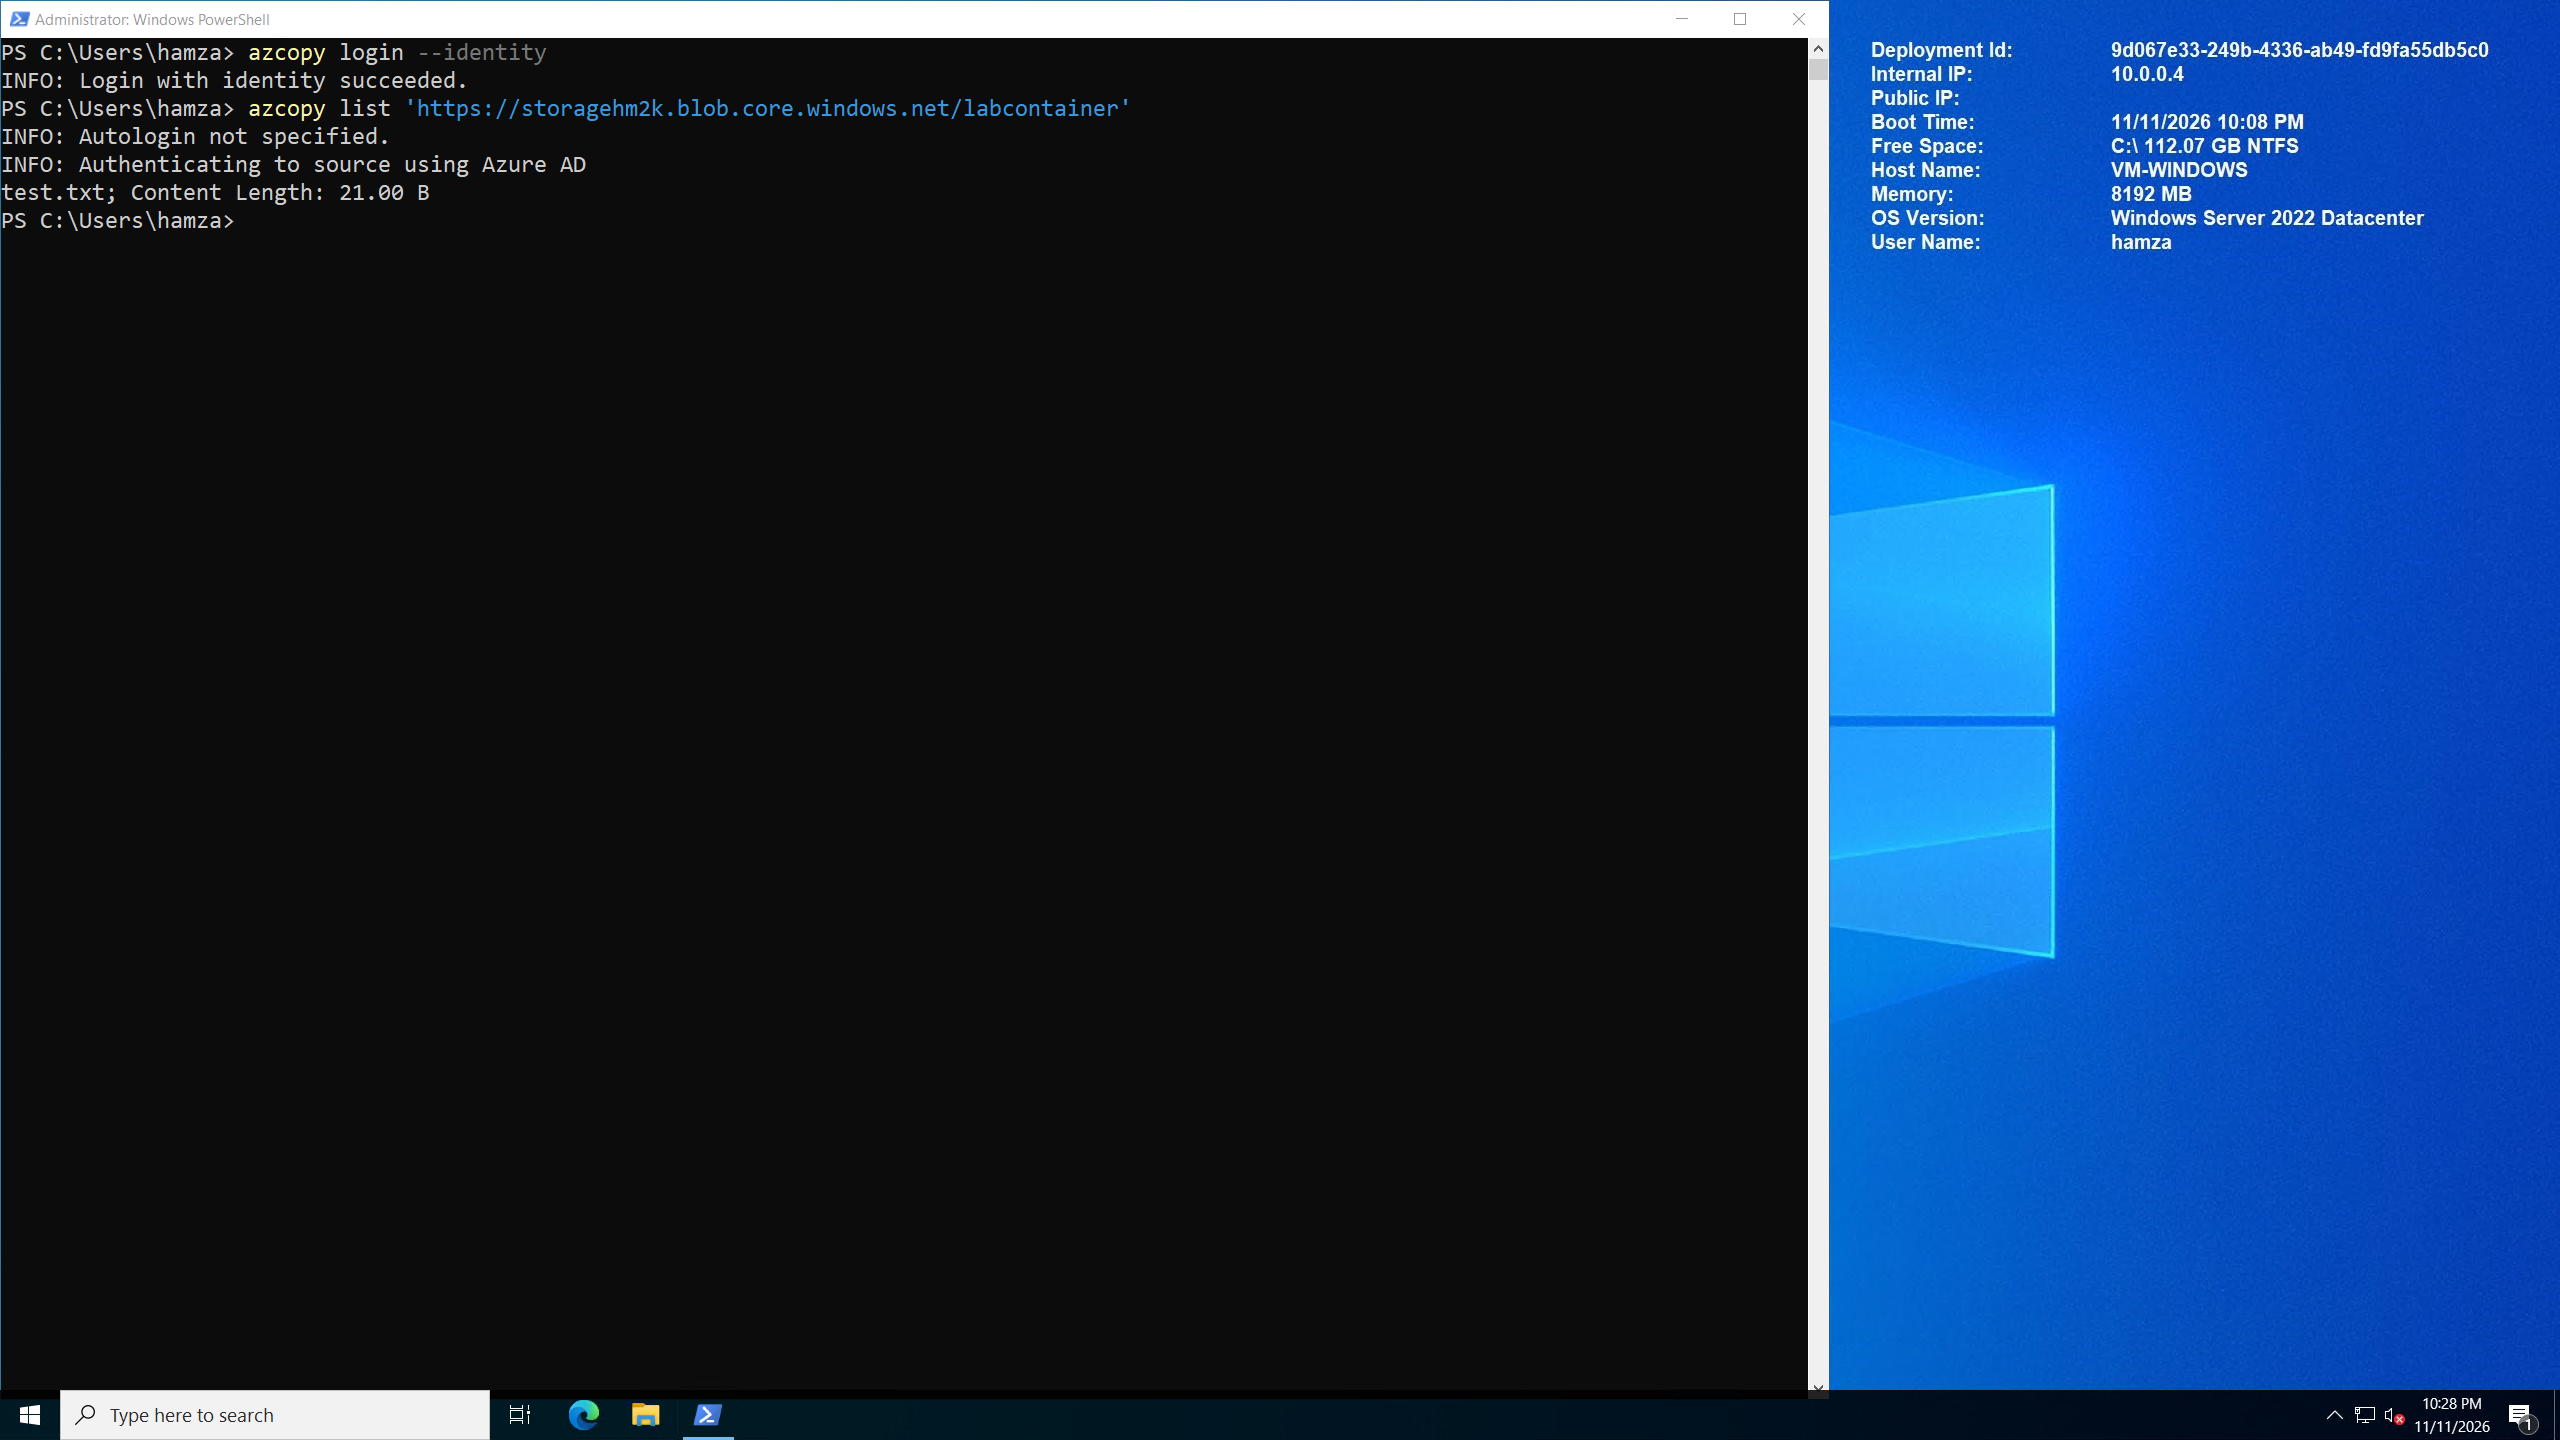 Administrator: Windows PowerShell
PS C:\Users\hamza> azcopy login --identity
INFO: Login with identity succeeded.
PS C:\Users\hamza> azcopy list 'https://storagehm2k.blob.core.windows.net/labcontainer'
INFO: Autologin not specified.
INFO: Authenticating to source using Azure AD
test.txt; Content Length: 21.00 B
PS C:\Users\hamza>
Deployment Id: 9d067e33-249b-4336-ab49-fd9fa55db5c0
Internal IP: 10.0.0.4
Public IP:
Boot Time: 11/11/2026 10:08 PM
Free Space: C:\ 112.07 GB NTFS
Host Name: VM-WINDOWS
Memory: 8192 MB
OS Version: Windows Server 2022 Datacenter
User Name: hamza
Type here to search
10:28 PM
11/11/2026
1